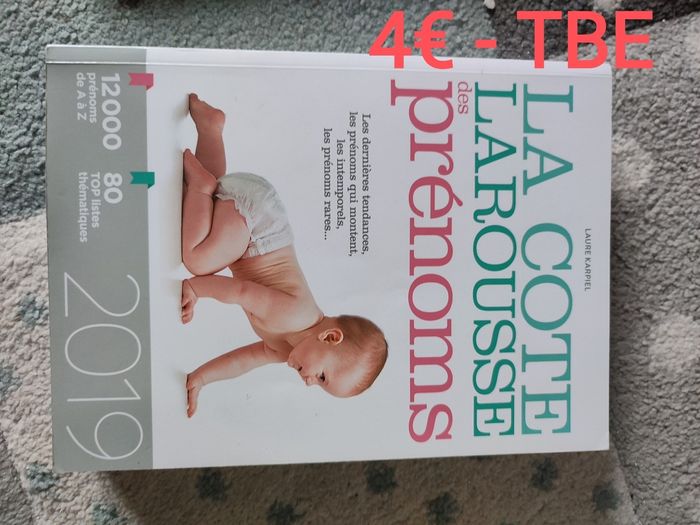 4€ - TBE
LAURE KARPIEL
LA COTE
LAROUSSE
des
prénoms
Les dernières tendances,
les prénoms qui montent,
les intemporels,
les prénoms rares...
12000
prénoms
de A à Z
80
TOP listes
thématiques
2019